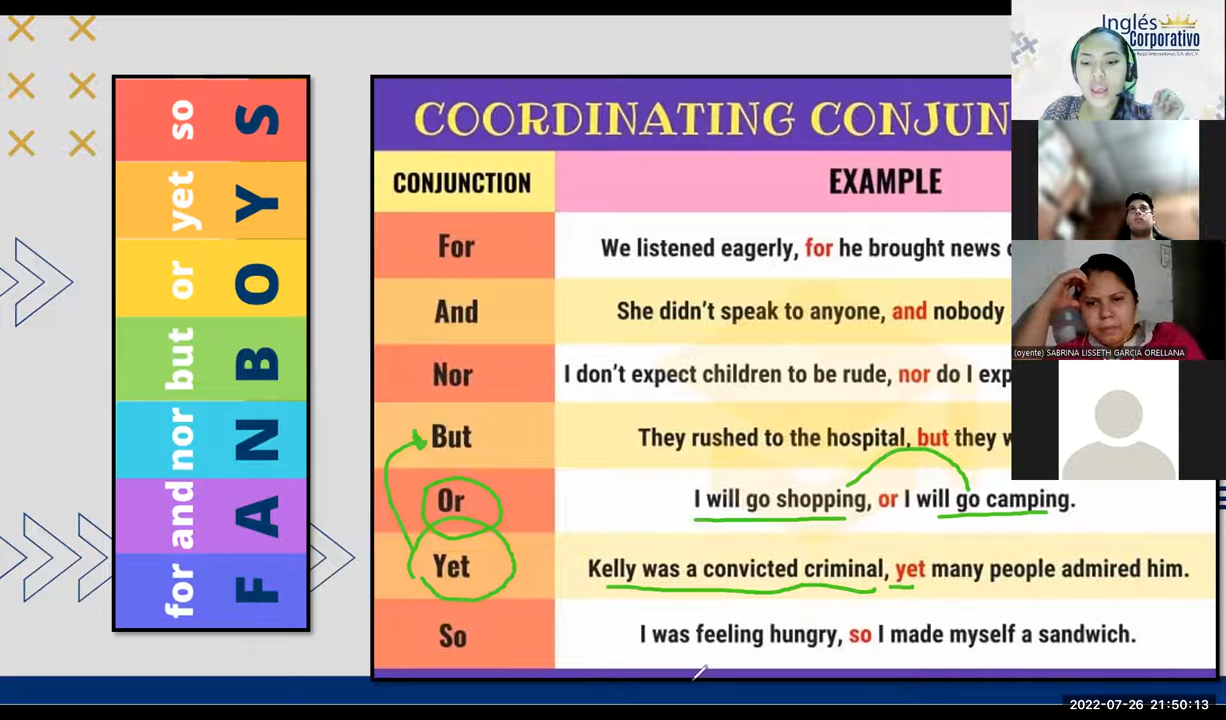 so
yet
or
but
nor
and
for
S
Y
O
B
N
A
F
COORDINATING CONJUN
CONJUNCTION
EXAMPLE
For
We listened eagerly, for he brought news
And
She didn't speak to anyone, and nobody
Nor
I don't expect children to be rude, nor do I exp
But
They rushed to the hospital, but they w
Or
I will go shopping, or I will go camping.
Yet
Kelly was a convicted criminal, yet many people admired him.
So
I was feeling hungry, so I made myself a sandwich.
Inglés
Corporativo
(oyente) SABRINA LISSETH GARCIA ORELLANA
2022-07-26 21:50:13